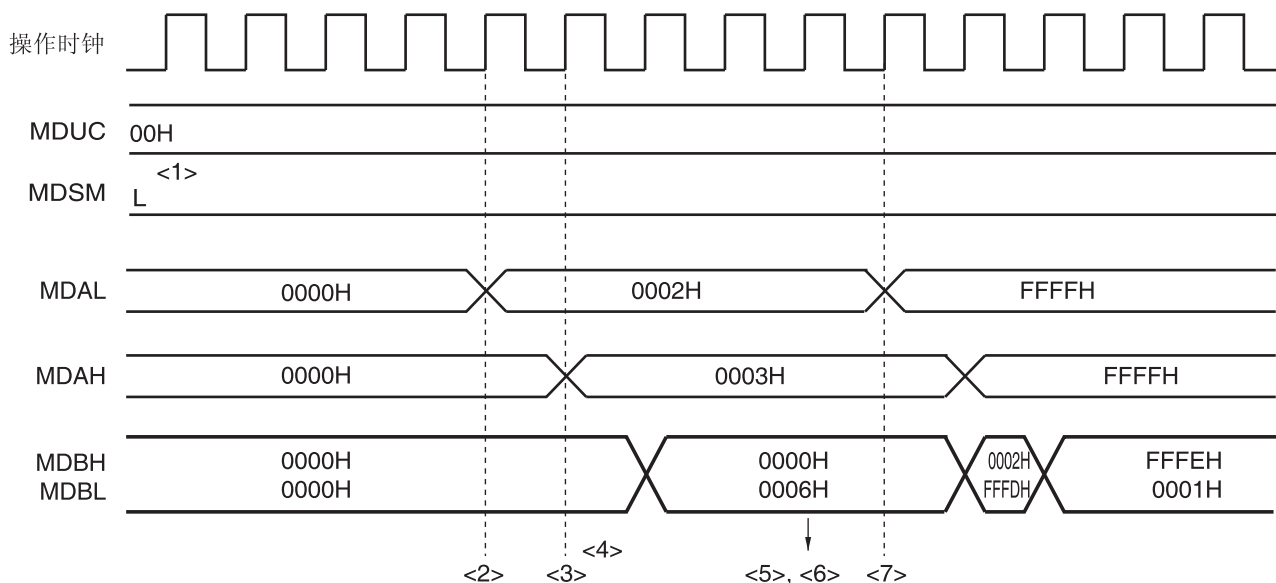 操作时钟
MDUC 00H
<1>
MDSM L
MDAL 0000H 0002H FFFFH
MDAH 0000H 0003H FFFFH
MDBH 0000H 0000H 0002H FFFEH
MDBL 0000H 0006H FFFDH 0001H
<4>
<2> <3> <5>, <6> <7>